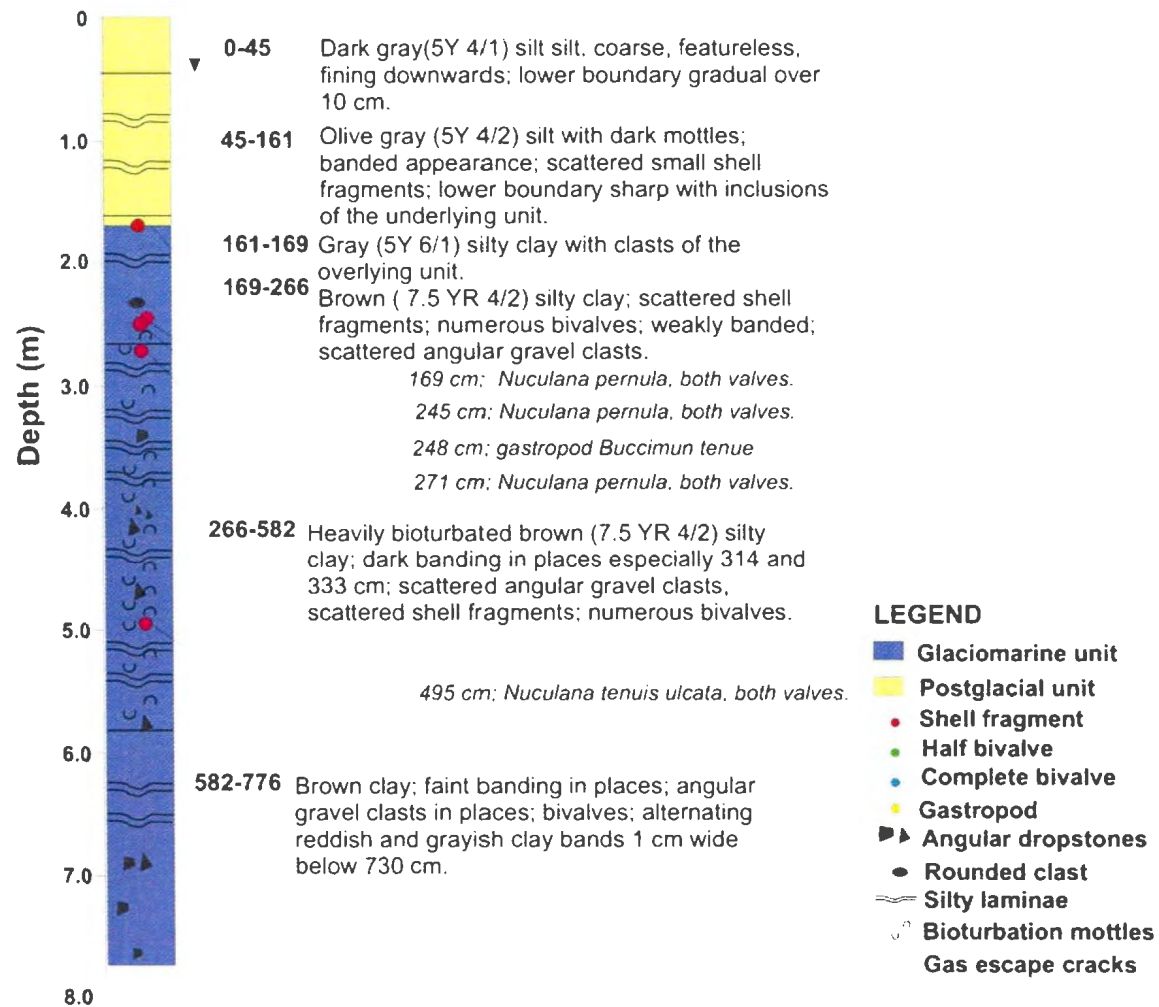 0
1.0
2.0
3.0
4.0
5.0
6.0
7.0
8.0
Depth (m)
0-45 Dark gray(5Y 4/1) silt silt. coarse, featureless,
fining downwards; lower boundary gradual over
10 cm.
45-161 Olive gray (5Y 4/2) silt with dark mottles;
banded appearance; scattered small shell
fragments; lower boundary sharp with inclusions
of the underlying unit.
161-169 Gray (5Y 6/1) silty clay with clasts of the
overlying unit.
169-266 Brown ( 7.5 YR 4/2) silty clay; scattered shell
fragments; numerous bivalves; weakly banded;
scattered angular gravel clasts.
169 cm; Nuculana pernula, both valves.
245 cm; Nuculana pernula, both valves.
248 cm; gastropod Buccimun tenue
271 cm; Nuculana pernula, both valves.
266-582 Heavily bioturbated brown (7.5 YR 4/2) silty
clay; dark banding in places especially 314 and
333 cm; scattered angular gravel clasts,
scattered shell fragments; numerous bivalves.
495 cm; Nuculana tenuis ulcata, both valves.
582-776 Brown clay; faint banding in places; angular
gravel clasts in places; bivalves; alternating
reddish and grayish clay bands 1 cm wide
below 730 cm.
LEGEND
Glaciomarine unit
Postglacial unit
Shell fragment
Half bivalve
Complete bivalve
Gastropod
Angular dropstones
Rounded clast
Silty laminae
Bioturbation mottles
Gas escape cracks